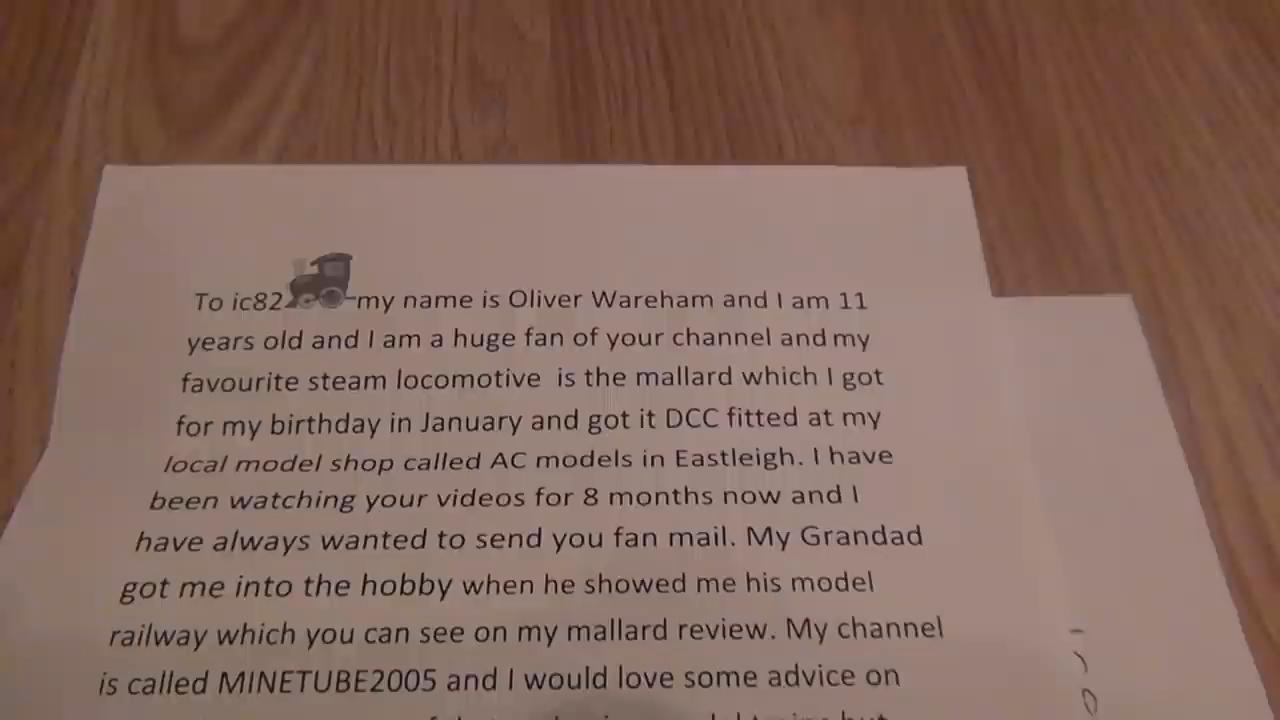 To ic82 my name is Oliver Wareham and I am 11
years old and I am a huge fan of your channel and my
favourite steam locomotive is the mallard which I got
for my birthday in January and got it DCC fitted at my
local model shop called AC models in Eastleigh. I have
been watching your videos for 8 months now and I
have always wanted to send you fan mail. My Grandad
got me into the hobby when he showed me his model
railway which you can see on my mallard review. My channel
is called MINETUBE2005 and I would love some advice on